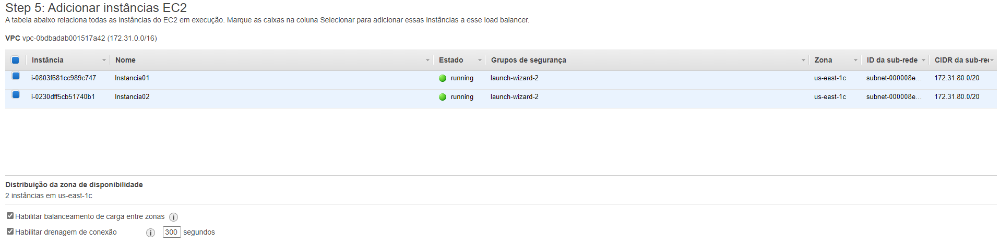 Step 5: Adicionar instâncias EC2
A tabela abaixo relaciona todas as instâncias do EC2 em execução. Marque as caixas na coluna Selecionar para adicionar essas instâncias a esse load balancer.
VPC vpc-0bdbadab001517a42 (172.31.0.0/16)
Instância Nome Estado Grupos de segurança Zona ID da sub-rede CIDR da sub-re
i-0803f681cc989c747 Instancia01 running launch-wizard-2 us-east-1c subnet-000008e... 172.31.80.0/20
i-0230dff5cb51740b1 Instancia02 running launch-wizard-2 us-east-1c subnet-000008e... 172.31.80.0/20
Distribuição da zona de disponibilidade
2 instâncias em us-east-1c
Habilitar balanceamento de carga entre zonas i
Habilitar drenagem de conexão i 300 segundos